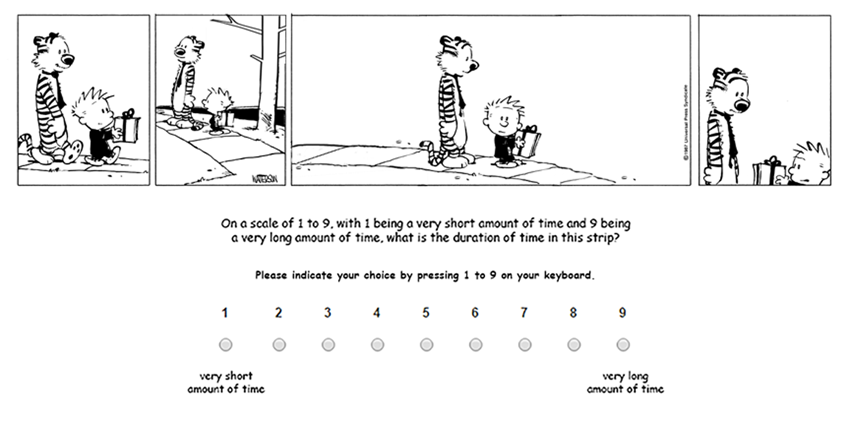 WATTERSON
©1987 Universal Press Syndicate
On a scale of 1 to 9, with 1 being a very short amount of time and 9 being
a very long amount of time, what is the duration of time in this strip?
Please indicate your choice by pressing 1 to 9 on your keyboard.
1 2 3 4 5 6 7 8 9
very short very long
amount of time amount of time